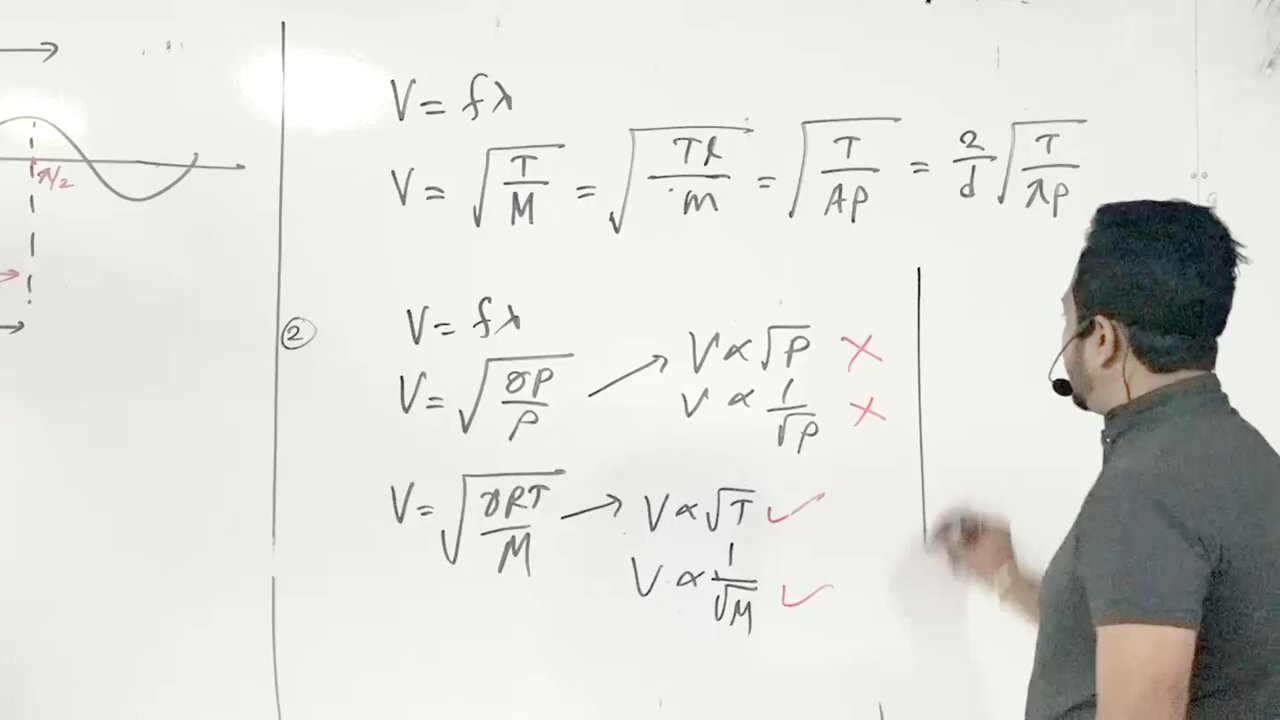 π/2
V = fλ
V = √(T/M) = √(Tl/m) = √(T/Aρ) = 2/d √(T/πρ)
② V = fλ
V = √(γP/ρ) → V ∝ √P ✗
V ∝ 1/√ρ ✗
V = √(γRT/M) → V ∝ √T ✓
V ∝ 1/√M ✓